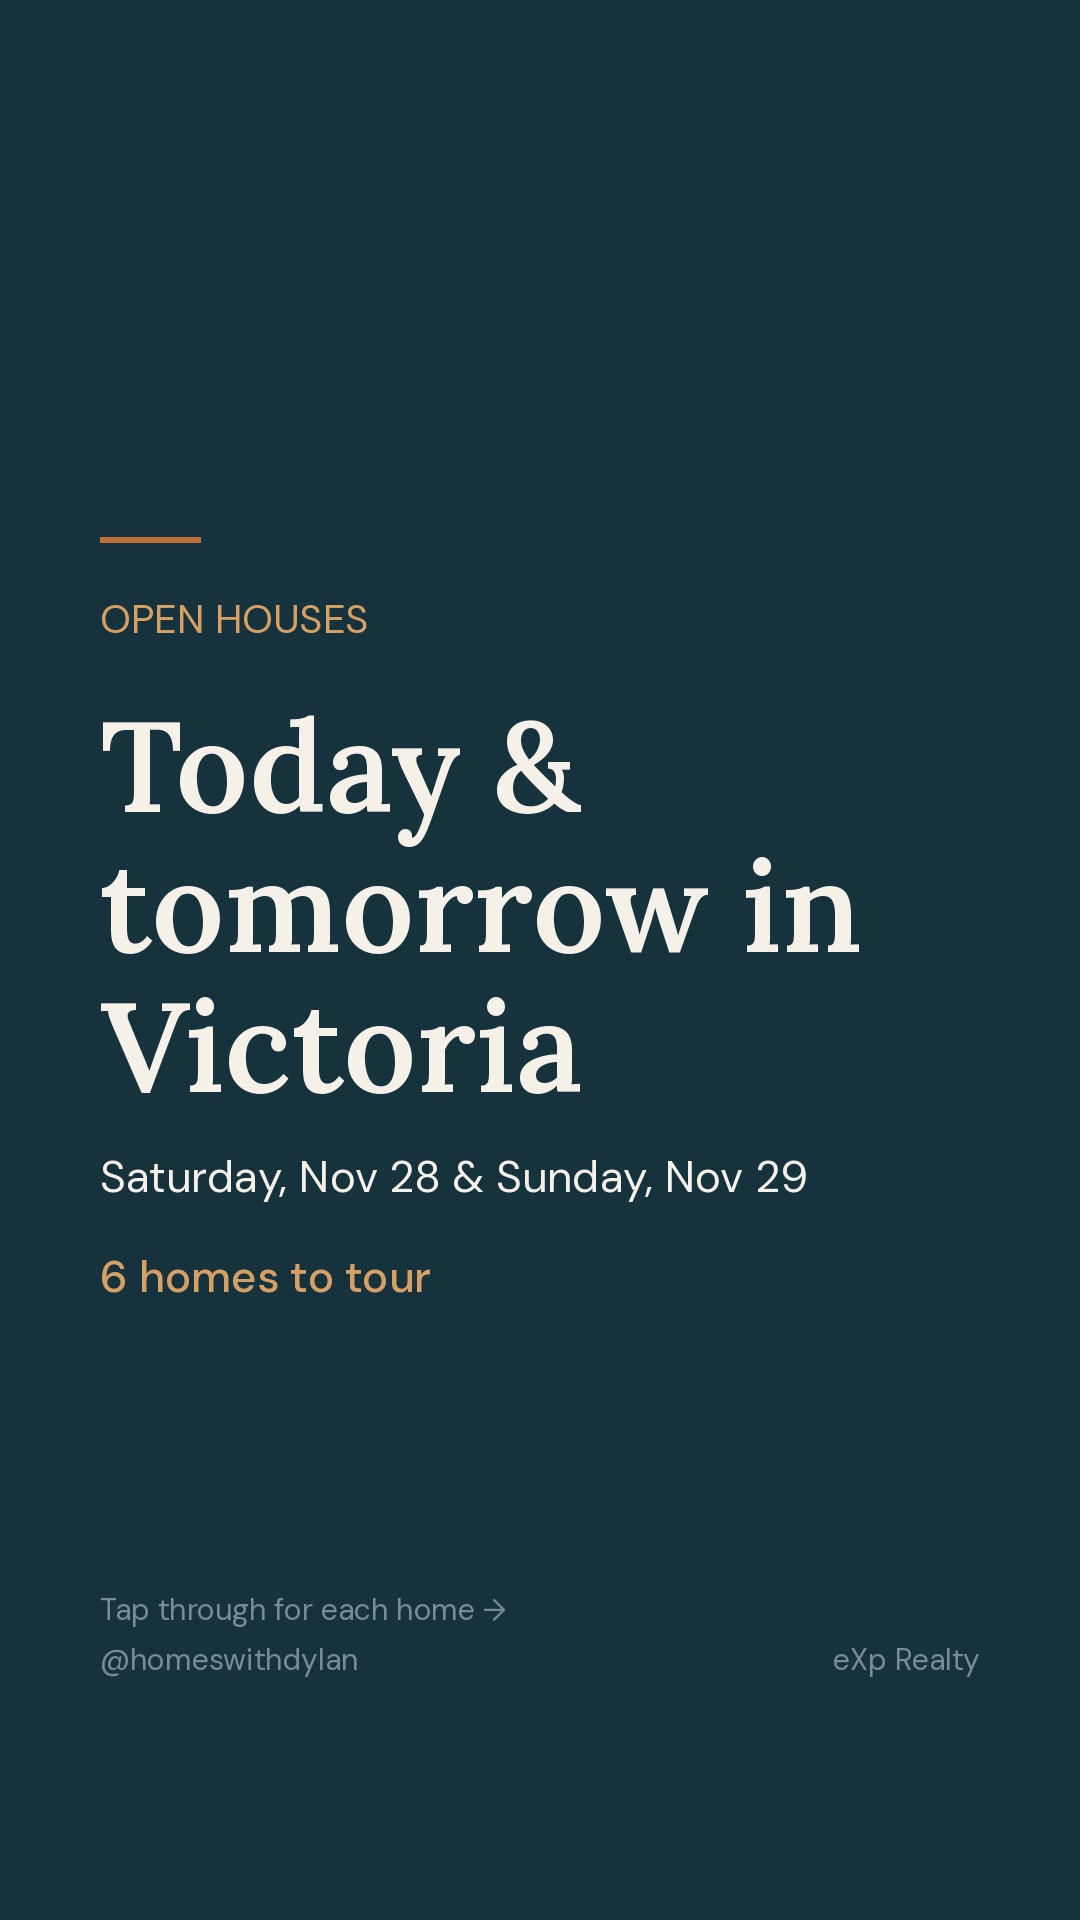 OPEN HOUSES
Today &
tomorrow in
Victoria
Saturday, Nov 28 & Sunday, Nov 29
6 homes to tour
Tap through for each home →
@homeswithdylan
eXp Realty